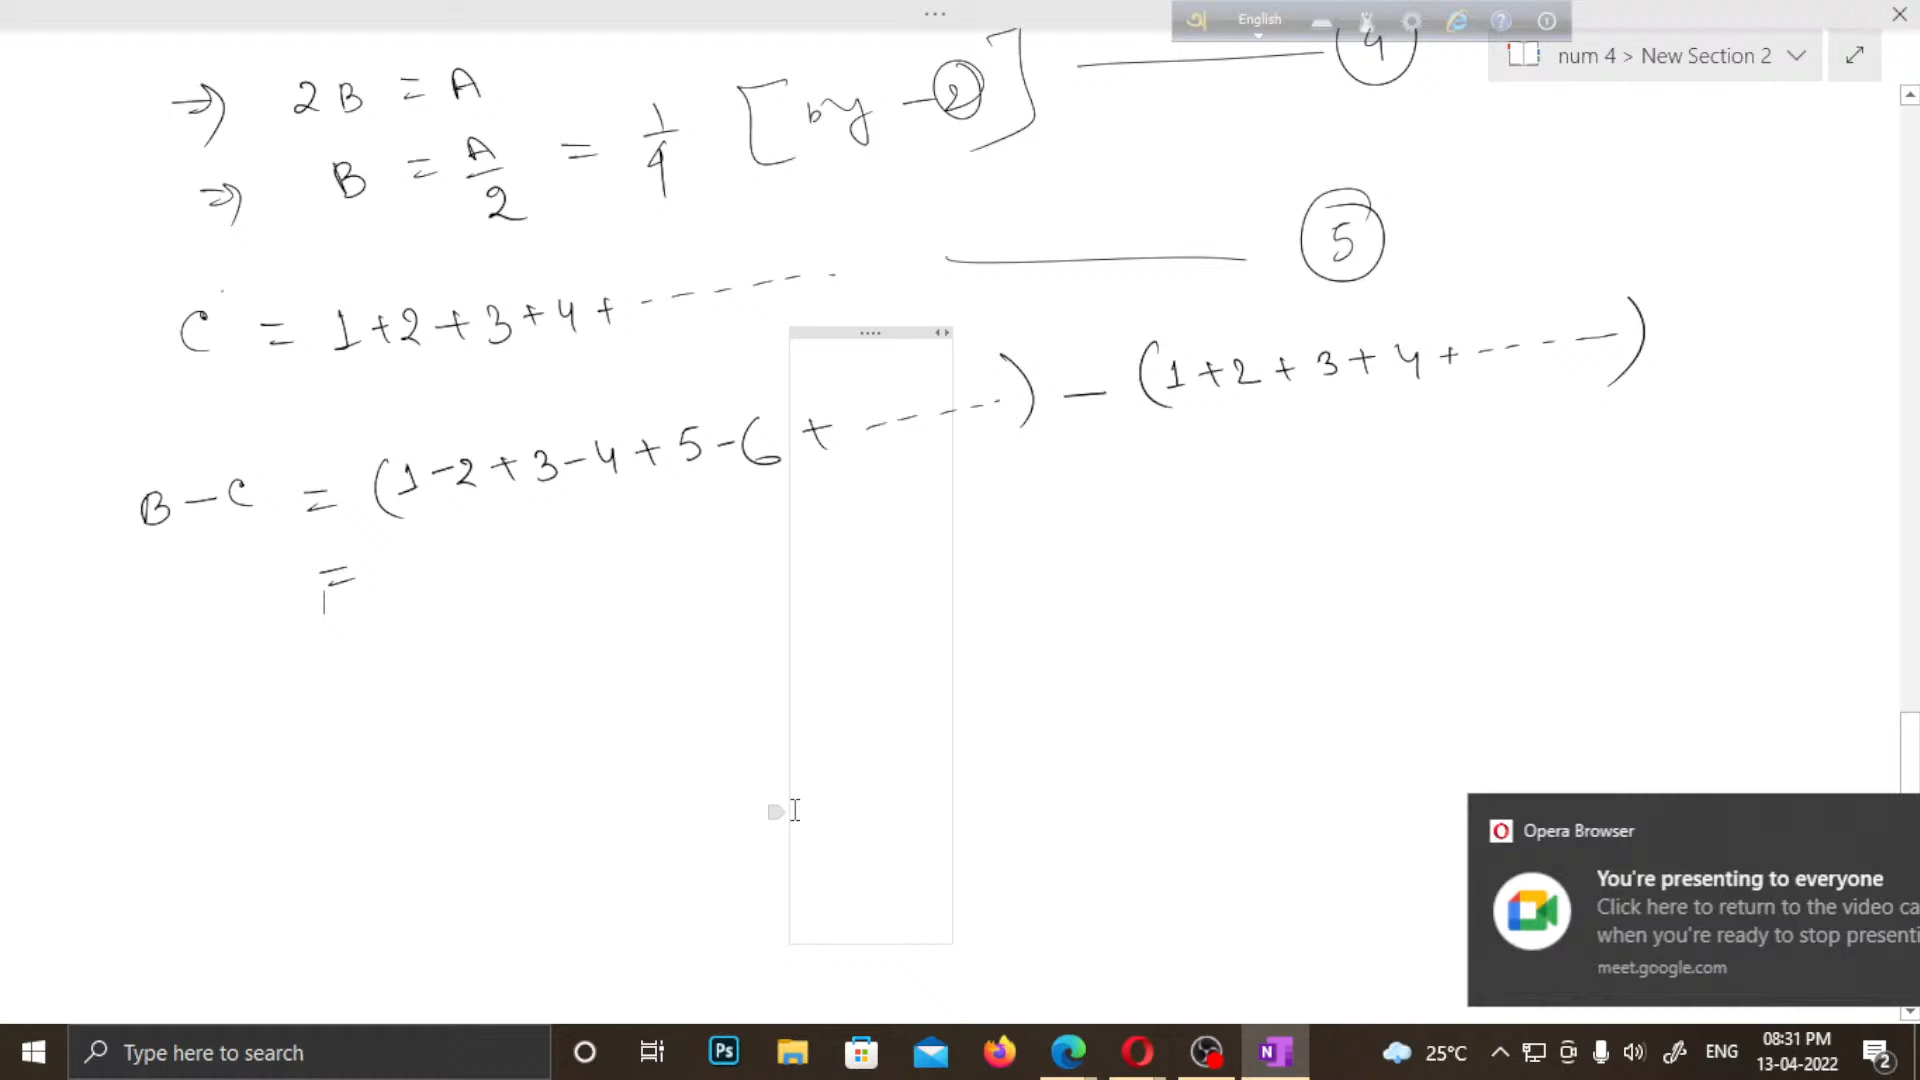 English
num 4 > New Section 2
⇒ 2B = A
4
⇒ B = A/2 = 1/4 [by -②]
5
C = 1+2+3+4+ -------
B-C = (1-2+3-4+5-6+ ------) - (1+2+3+4+ -----)
=
Opera Browser
You're presenting to everyone
Click here to return to the video ca
when you're ready to stop presenti
meet.google.com
Type here to search
Ps
N
25°C
ENG
08:31 PM
13-04-2022
2